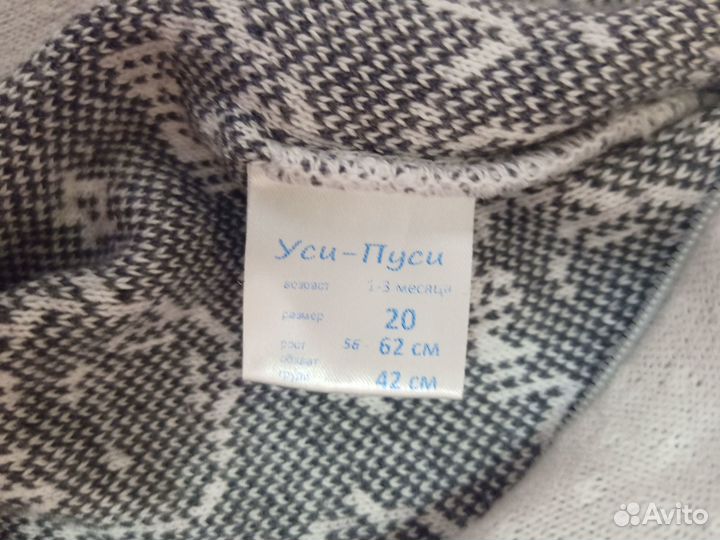 Уси-Пуси
возраст 1-3 месяца
размер 20
рост 56 - 62 см
обхват
груди 42 см
Avito